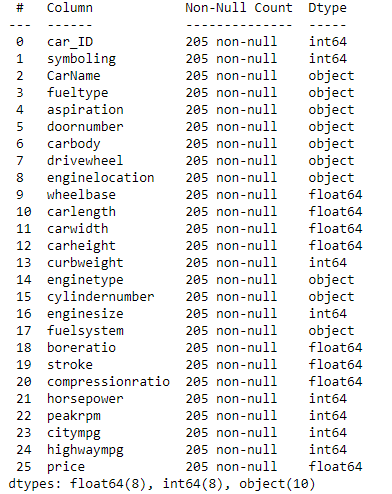 #   Column            Non-Null Count  Dtype
---  ------            --------------  -----
0   car_ID            205 non-null    int64
1   symboling         205 non-null    int64
2   CarName           205 non-null    object
3   fueltype          205 non-null    object
4   aspiration        205 non-null    object
5   doornumber        205 non-null    object
6   carbody           205 non-null    object
7   drivewheel        205 non-null    object
8   enginelocation    205 non-null    object
9   wheelbase         205 non-null    float64
10  carlength         205 non-null    float64
11  carwidth          205 non-null    float64
12  carheight         205 non-null    float64
13  curbweight        205 non-null    int64
14  enginetype        205 non-null    object
15  cylindernumber    205 non-null    object
16  enginesize        205 non-null    int64
17  fuelsystem        205 non-null    object
18  boreratio         205 non-null    float64
19  stroke            205 non-null    float64
20  compressionratio  205 non-null    float64
21  horsepower        205 non-null    int64
22  peakrpm           205 non-null    int64
23  citympg           205 non-null    int64
24  highwaympg        205 non-null    int64
25  price             205 non-null    float64
dtypes: float64(8), int64(8), object(10)